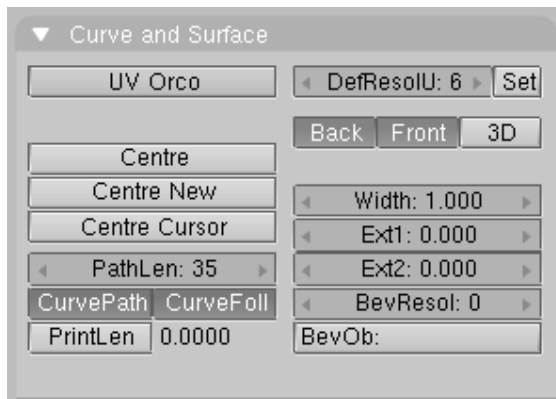 Curve and Surface
UV Orco
DefResolU: 6
Set
Back
Front
3D
Centre
Centre New
Centre Cursor
Width: 1.000
Ext1: 0.000
PathLen: 35
Ext2: 0.000
CurvePath
CurveFoll
BevResol: 0
PrintLen
0.0000
BevOb: